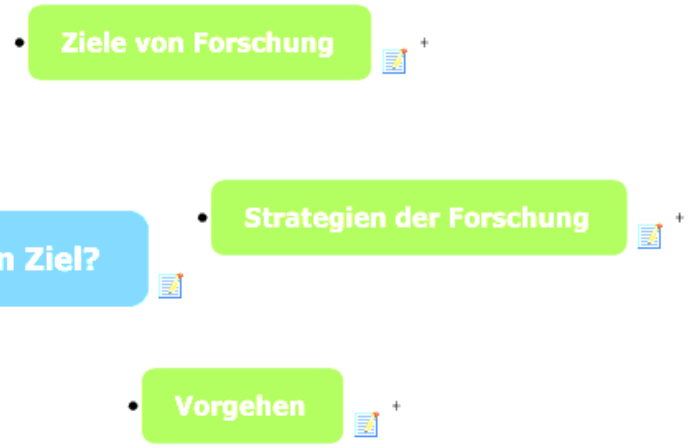 Ziele von Forschung
Strategien der Forschung
n Ziel?
Vorgehen